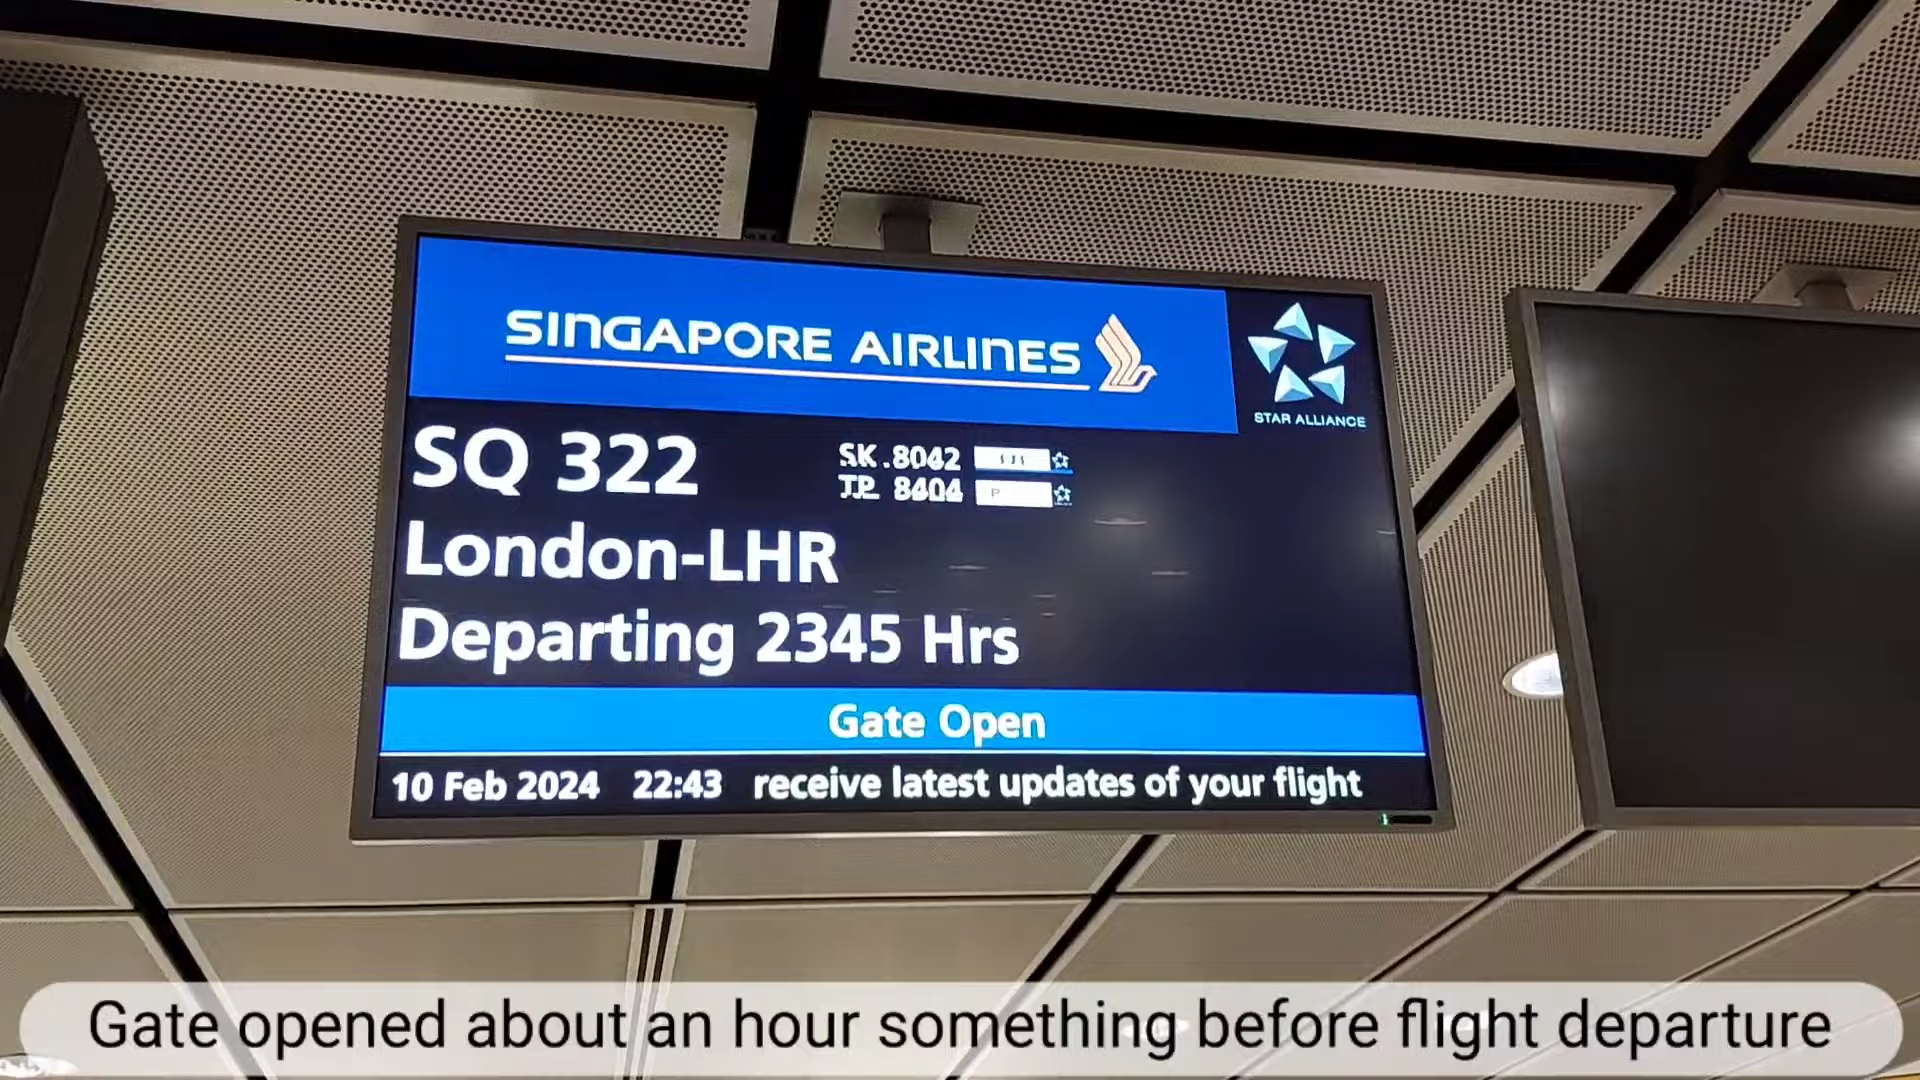 SINGAPORE AIRLINES
STAR ALLIANCE
SQ 322
SK 8042
TP
London-LHR
Departing 2345 Hrs
Gate Open
10 Feb 2024 22:43 receive latest updates of your flight
Gate opened about an hour something before flight departure